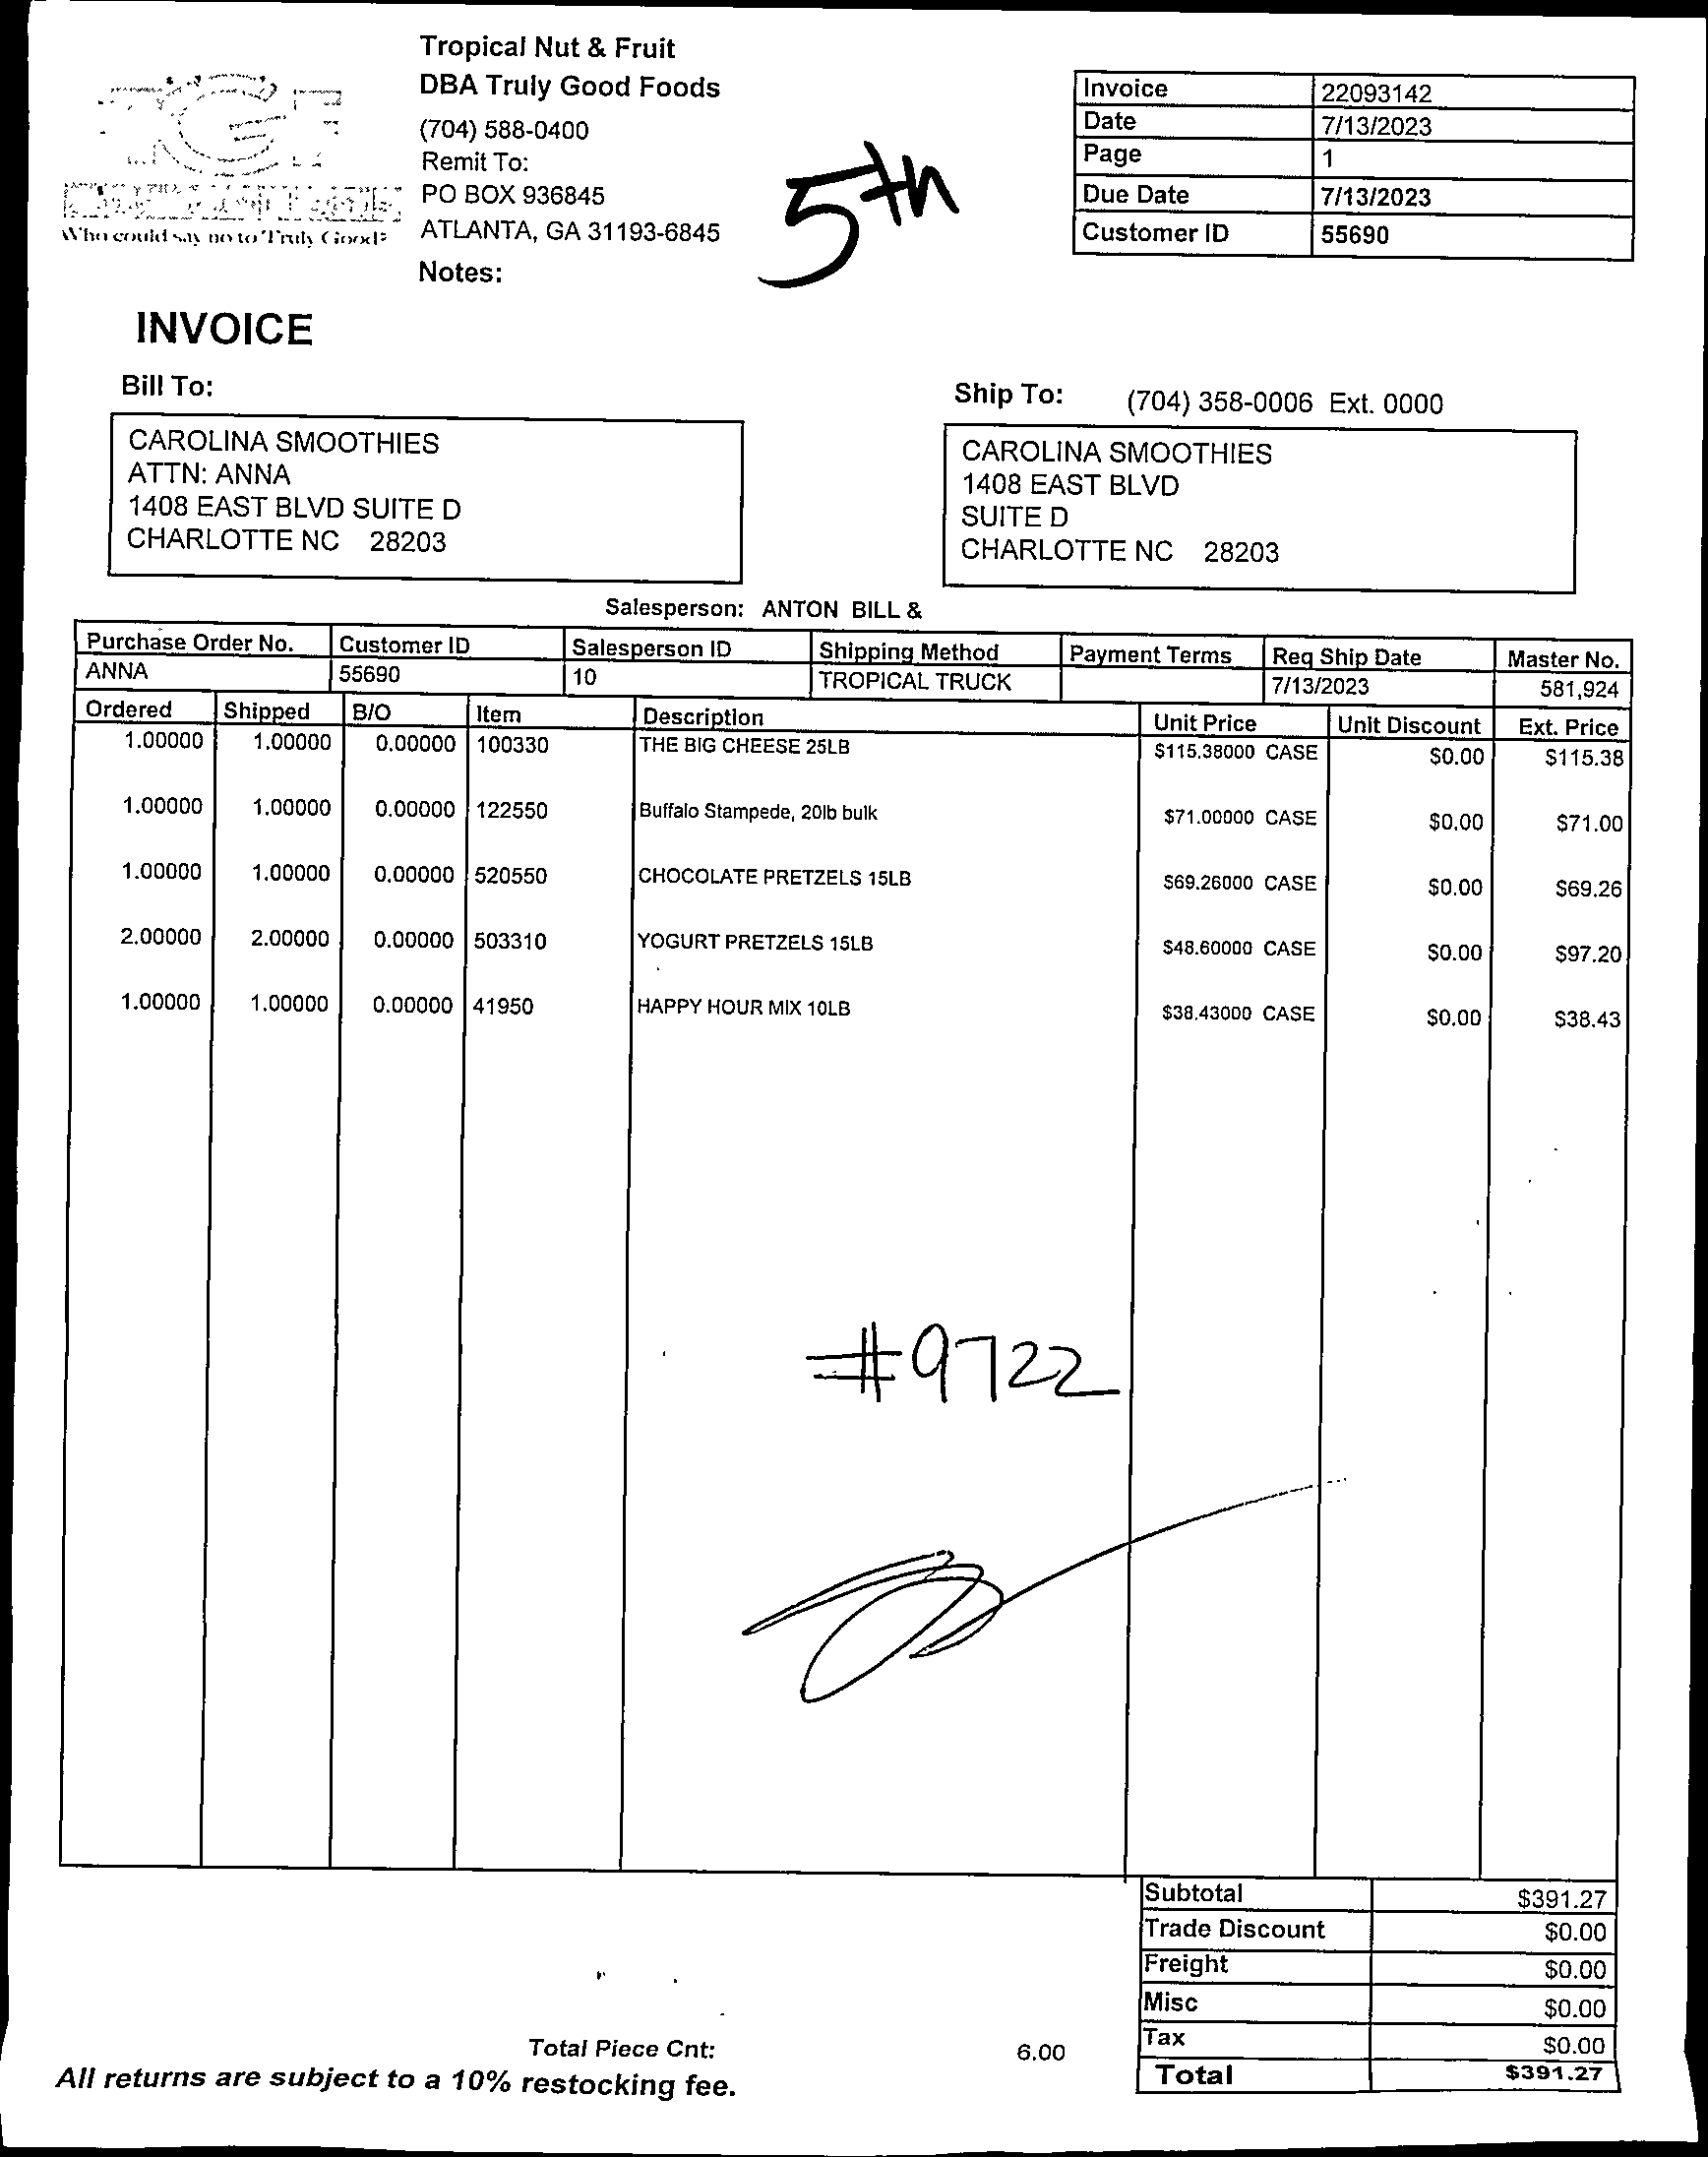 Tropical Nut & Fruit
DBA Truly Good Foods
(704) 588-0400
Remit To:
PO BOX 936845
ATLANTA, GA 31193-6845
Notes:
Who could say no to Truly Good?
5th
Invoice 22093142
Date 7/13/2023
Page 1
Due Date 7/13/2023
Customer ID 55690
INVOICE
Bill To:
CAROLINA SMOOTHIES
ATTN: ANNA
1408 EAST BLVD SUITE D
CHARLOTTE NC 28203
Ship To: (704) 358-0006 Ext. 0000
CAROLINA SMOOTHIES
1408 EAST BLVD
SUITE D
CHARLOTTE NC 28203
Salesperson: ANTON BILL &
Purchase Order No. Customer ID Salesperson ID Shipping Method Payment Terms Req Ship Date Master No.
ANNA 55690 10 TROPICAL TRUCK 7/13/2023 581,924
Ordered Shipped B/O Item Description Unit Price Unit Discount Ext. Price
1.00000 1.00000 0.00000 100330 THE BIG CHEESE 25LB $115.38000 CASE $0.00 $115.38
1.00000 1.00000 0.00000 122550 Buffalo Stampede, 20lb bulk $71.00000 CASE $0.00 $71.00
1.00000 1.00000 0.00000 520550 CHOCOLATE PRETZELS 15LB $69.26000 CASE $0.00 $69.26
2.00000 2.00000 0.00000 503310 YOGURT PRETZELS 15LB $48.60000 CASE $0.00 $97.20
1.00000 1.00000 0.00000 41950 HAPPY HOUR MIX 10LB $38.43000 CASE $0.00 $38.43
#9722
Subtotal $391.27
Trade Discount $0.00
Freight $0.00
Misc $0.00
Tax $0.00
Total $391.27
Total Piece Cnt: 6.00
All returns are subject to a 10% restocking fee.